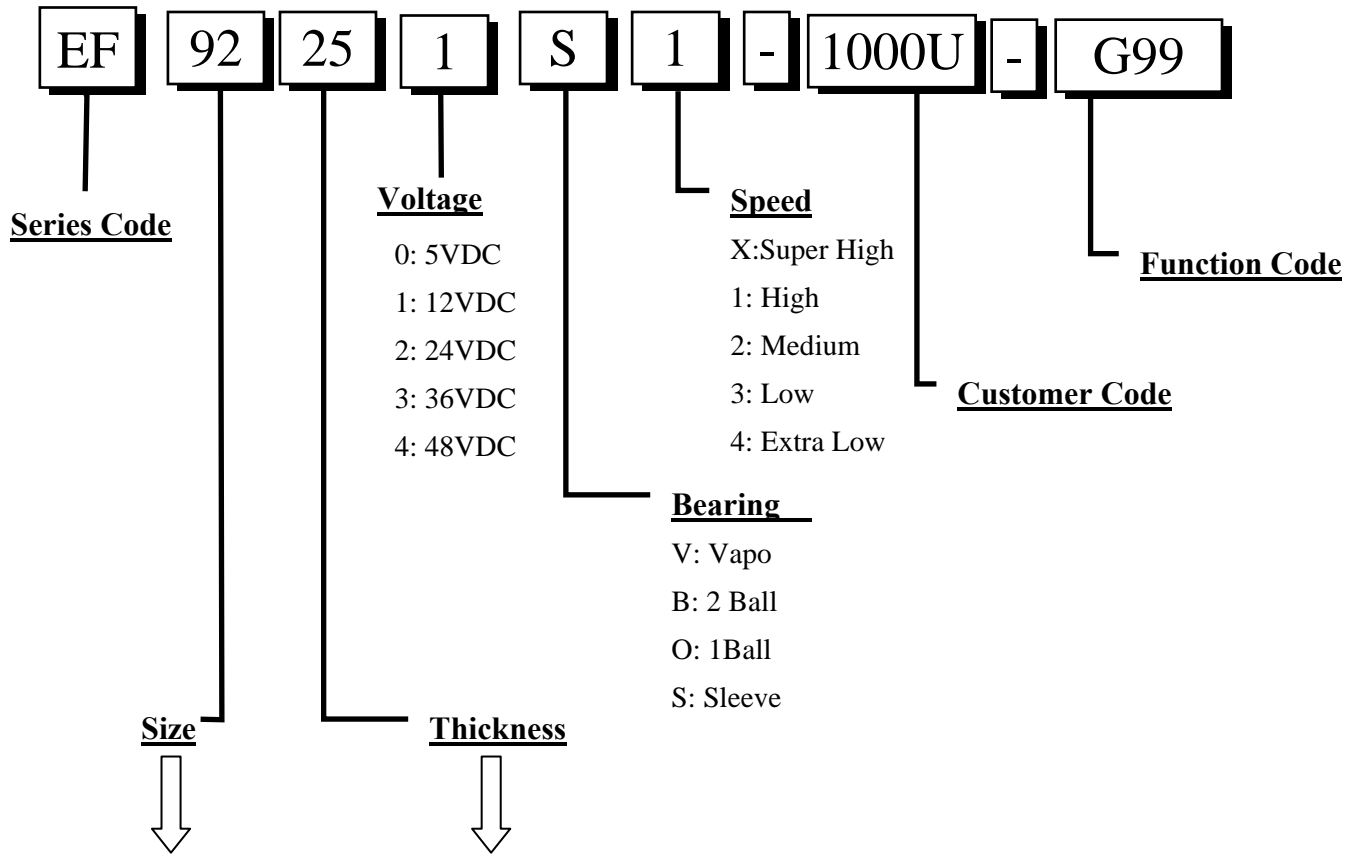 EF 92 25 1 S 1 - 1000U - G99
Series Code
Voltage
0: 5VDC
1: 12VDC
2: 24VDC
3: 36VDC
4: 48VDC
Speed
X:Super High
1: High
2: Medium
3: Low
4: Extra Low
Function Code
Customer Code
Bearing
V: Vapo
B: 2 Ball
O: 1Ball
S: Sleeve
Size
Thickness